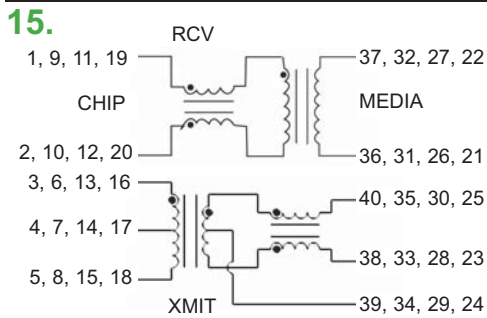 15.
RCV
1, 9, 11, 19
37, 32, 27, 22
CHIP
MEDIA
2, 10, 12, 20
36, 31, 26, 21
3, 6, 13, 16
40, 35, 30, 25
4, 7, 14, 17
38, 33, 28, 23
5, 8, 15, 18
XMIT
39, 34, 29, 24